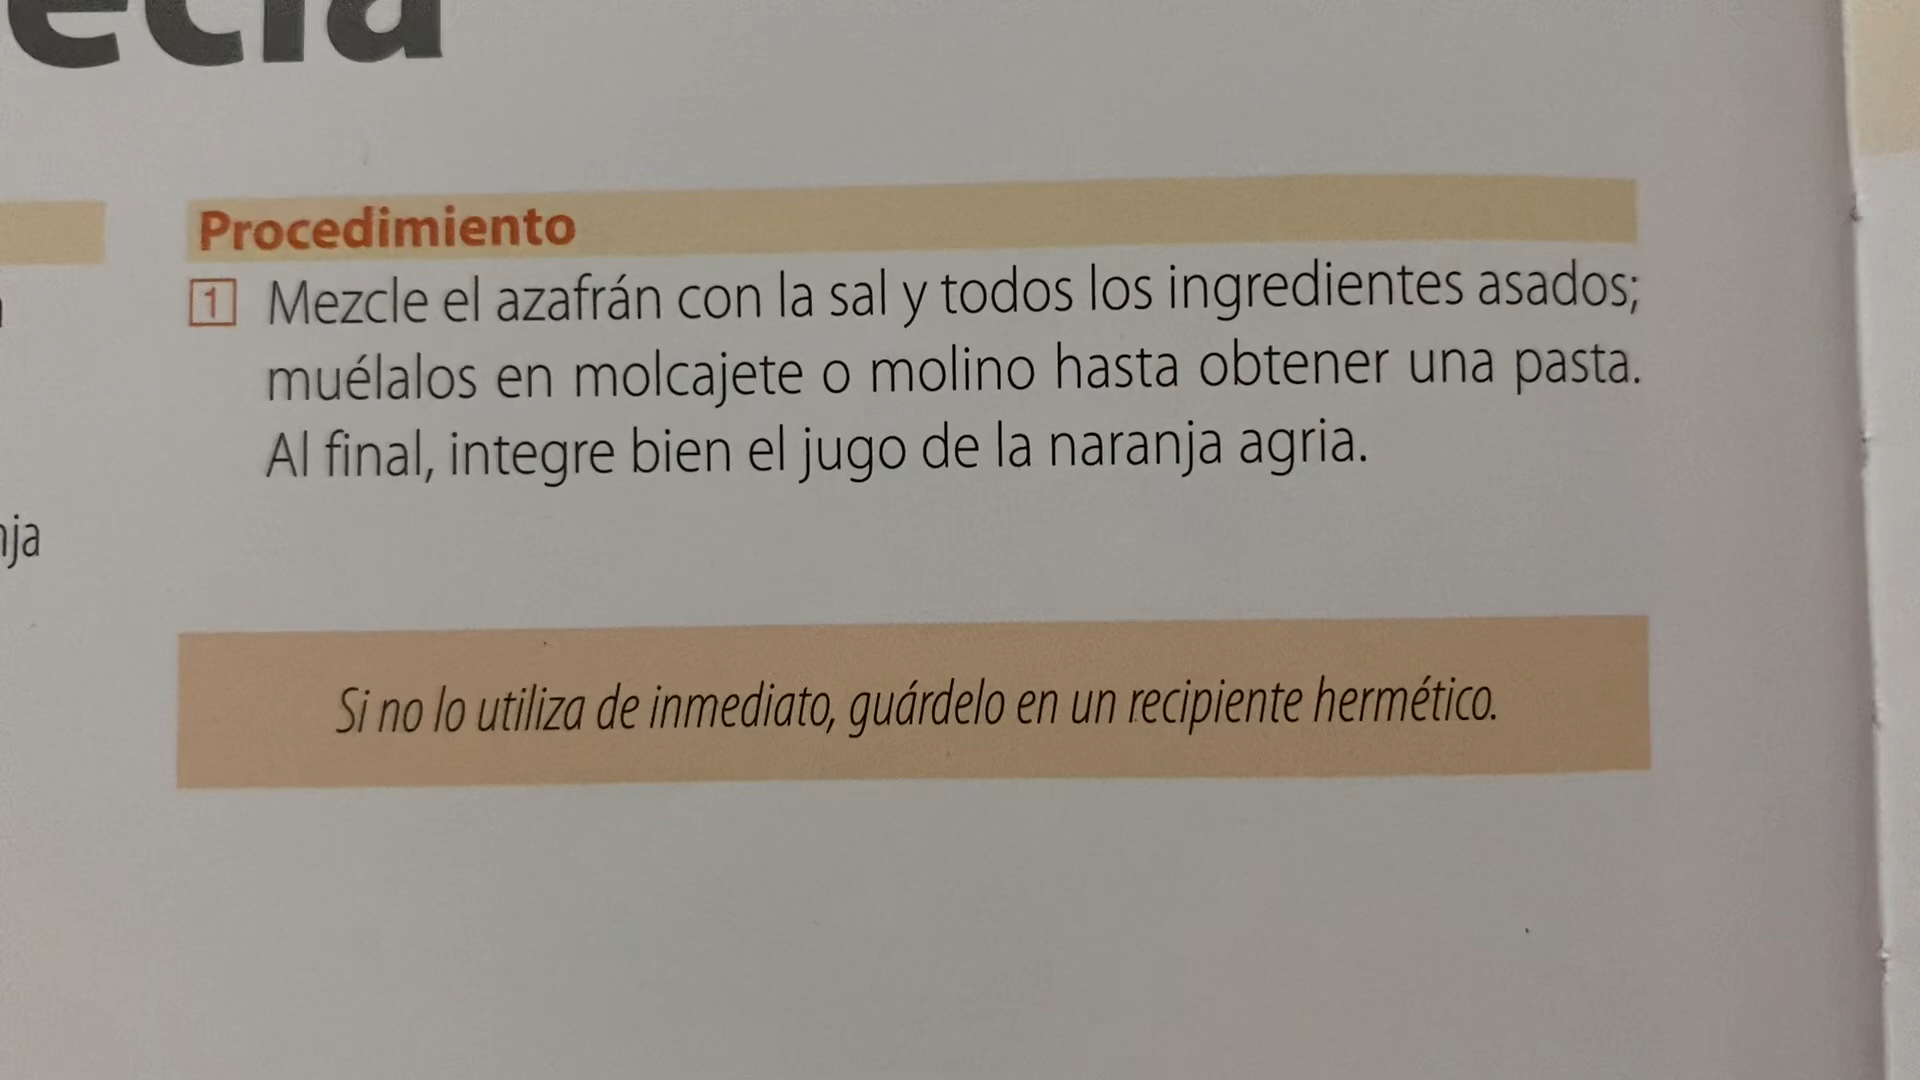 ecia
Procedimiento
1 Mezcle el azafrán con la sal y todos los ingredientes asados;
muélalos en molcajete o molino hasta obtener una pasta.
Al final, integre bien el jugo de la naranja agria.
nja
Si no lo utiliza de inmediato, guárdelo en un recipiente hermético.